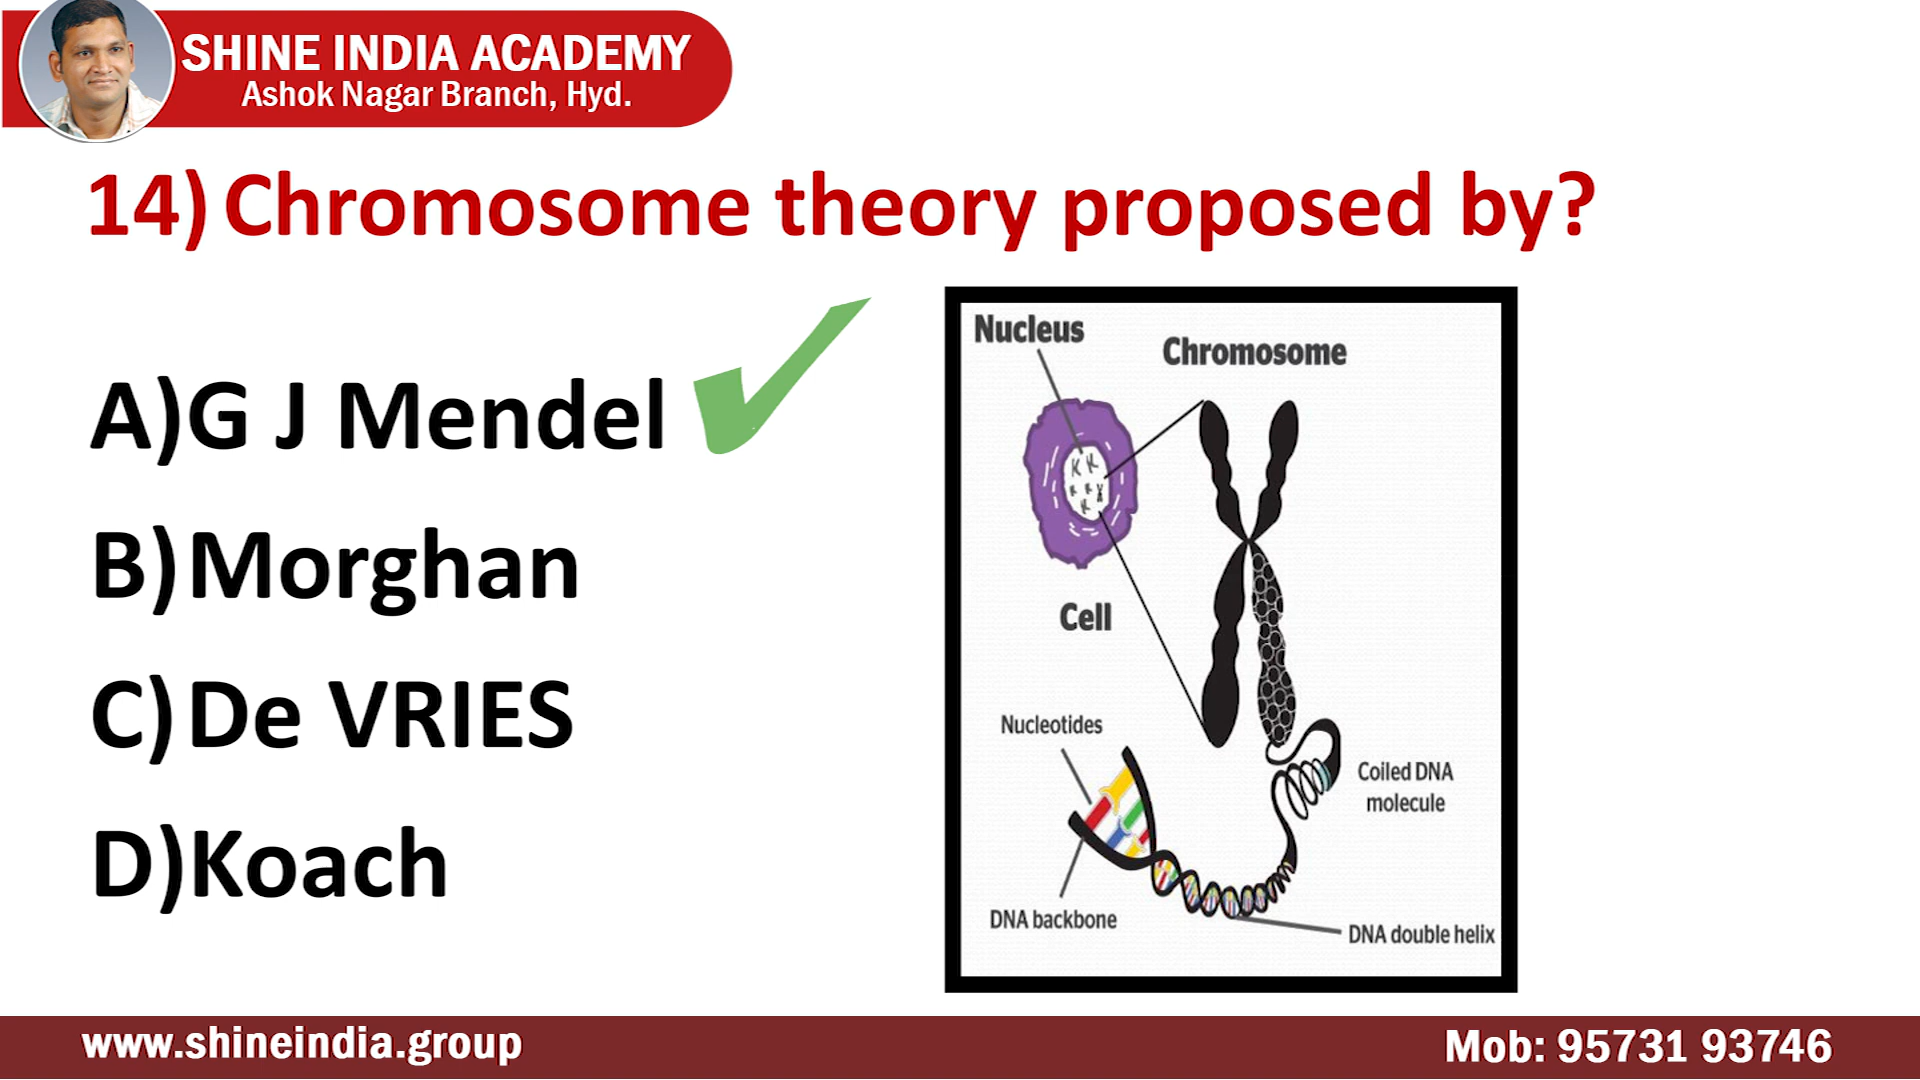 SHINE INDIA ACADEMY
Ashok Nagar Branch, Hyd.
14) Chromosome theory proposed by?
A)G J Mendel
B)Morghan
C)De VRIES
D)Koach
Nucleus
Chromosome
Cell
Nucleotides
Coiled DNA
molecule
DNA backbone
DNA double helix
www.shineindia.group
Mob: 95731 93746